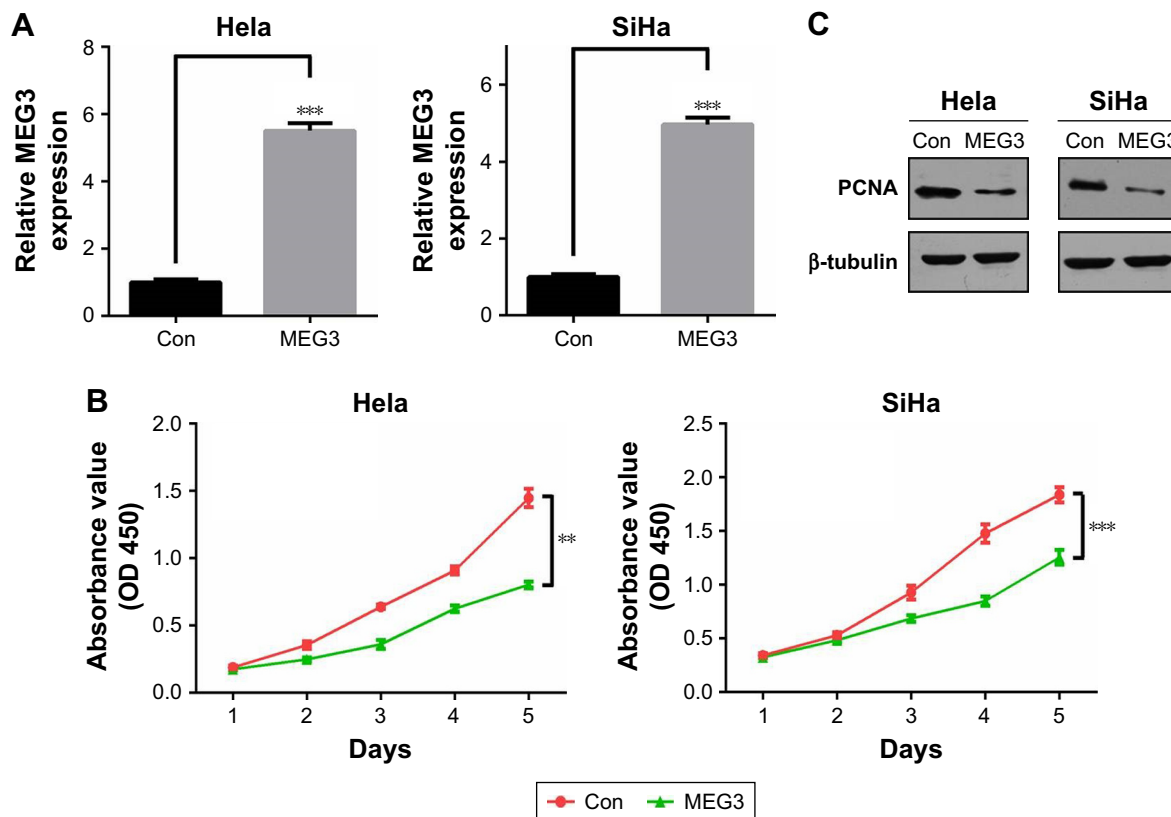 A
Hela
Relative MEG3
expression
8
6
4
2
0
***
Con
MEG3
SiHa
Relative MEG3
expression
6
4
2
0
***
Con
MEG3
C
Hela
SiHa
Con MEG3
Con MEG3
PCNA
β-tubulin
B
Hela
Absorbance value
(OD 450)
2.0
1.5
1.0
0.5
0.0
**
1 2 3 4 5
Days
SiHa
Absorbance value
(OD 450)
2.5
2.0
1.5
1.0
0.5
0.0
***
1 2 3 4 5
Days
Con MEG3